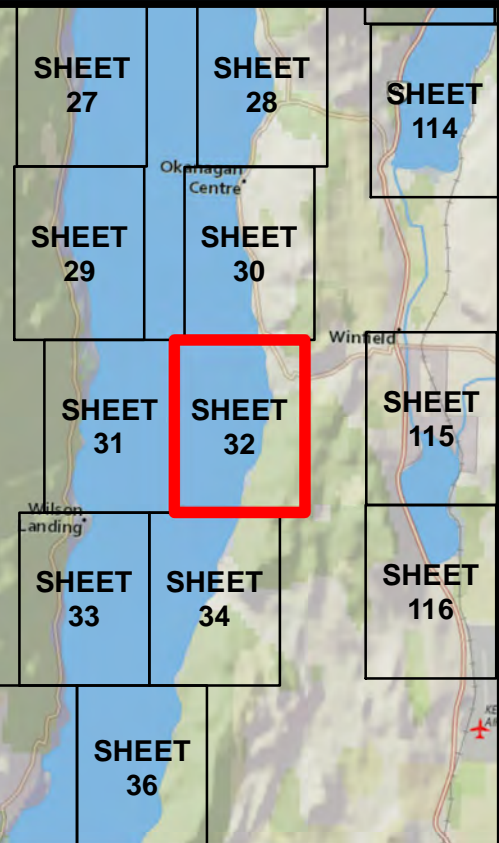 SHEET
27
SHEET
28
SHEET
114
Okanagan
Centre
SHEET
29
SHEET
30
Winfield
SHEET
31
SHEET
32
SHEET
115
Wilson
Landing
SHEET
33
SHEET
34
SHEET
116
SHEET
36